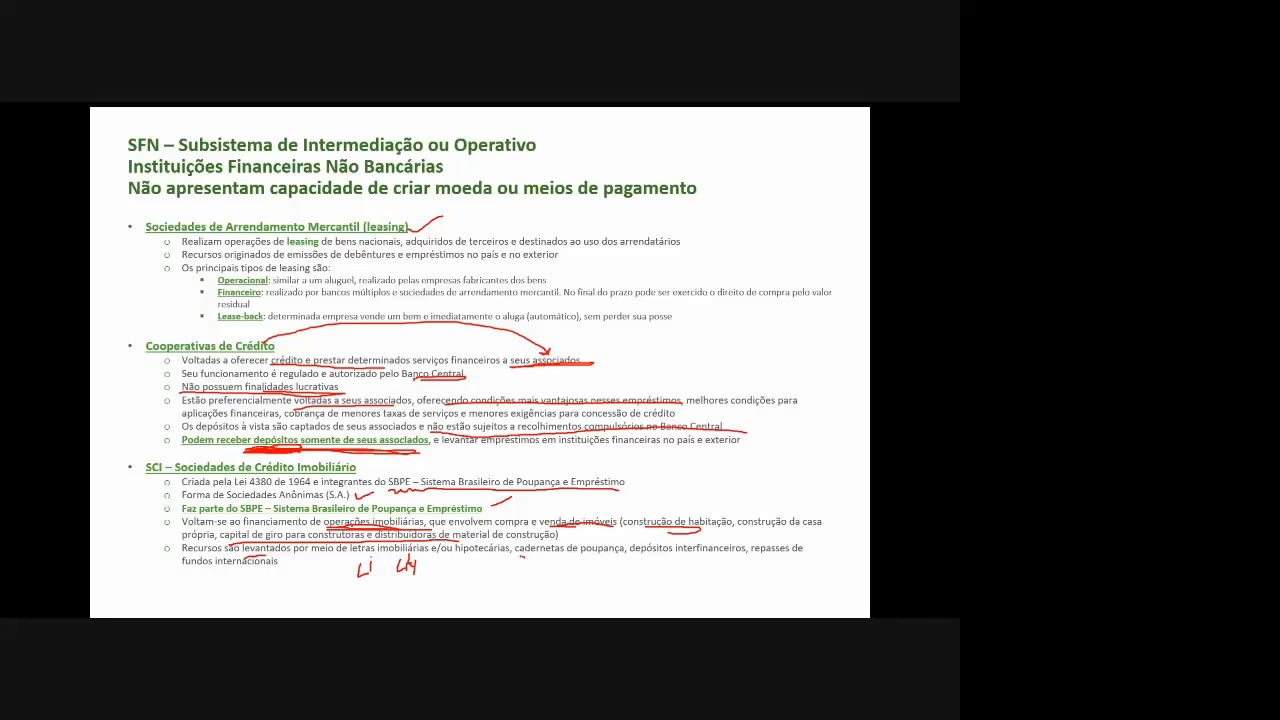 SFN – Subsistema de Intermediação ou Operativo
Instituições Financeiras Não Bancárias
Não apresentam capacidade de criar moeda ou meios de pagamento
• Sociedades de Arrendamento Mercantil (leasing)
o Realizam operações de leasing de bens nacionais, adquiridos de terceiros e destinados ao uso dos arrendatários
o Recursos originados de emissões de debêntures e empréstimos no país e no exterior
o Os principais tipos de leasing são:
▪ Operacional: similar a um aluguel, realizado pelas empresas fabricantes dos bens
▪ Financeiro: realizado por bancos múltiplos e sociedades de arrendamento mercantil. No final do prazo pode ser exercido o direito de compra pelo valor
residual
▪ Lease-back: determinada empresa vende um bem e imediatamente o aluga (automático), sem perder sua posse
• Cooperativas de Crédito
o Voltadas a oferecer crédito e prestar determinados serviços financeiros a seus associados
o Seu funcionamento é regulado e autorizado pelo Banco Central
o Não possuem finalidades lucrativas
o Estão preferencialmente voltadas a seus associados, oferecendo condições mais vantajosas nesses empréstimos, melhores condições para
aplicações financeiras, cobrança de menores taxas de serviços e menores exigências para concessão de crédito
o Os depósitos à vista são captados de seus associados e não estão sujeitos a recolhimentos compulsórios no Banco Central
o Podem receber depósitos somente de seus associados, e levantar empréstimos em instituições financeiras no país e exterior
• SCI – Sociedades de Crédito Imobiliário
o Criada pela Lei 4380 de 1964 e integrantes do SBPE – Sistema Brasileiro de Poupança e Empréstimo
o Forma de Sociedades Anônimas (S.A.)
o Faz parte do SBPE – Sistema Brasileiro de Poupança e Empréstimo
o Voltam-se ao financiamento de operações imobiliárias, que envolvem compra e venda de imóveis (construção de habitação, construção da casa
própria, capital de giro para construtoras e distribuidoras de material de construção)
o Recursos são levantados por meio de letras imobiliárias e/ou hipotecárias, cadernetas de poupança, depósitos interfinanceiros, repasses de
fundos internacionais